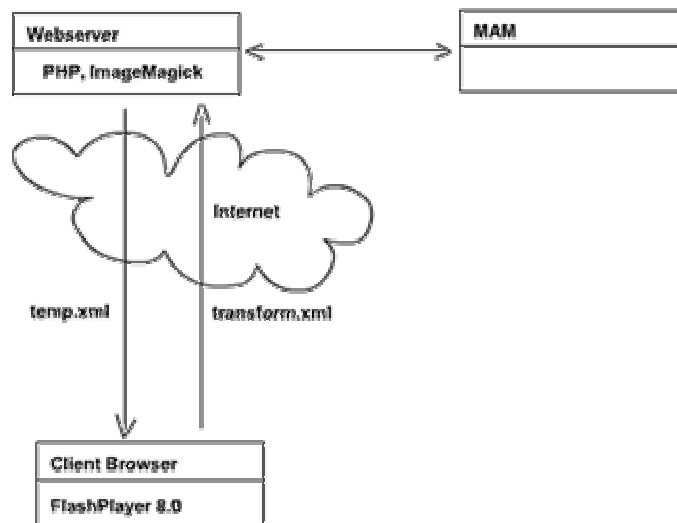 Webserver
MAM
PHP, ImageMagick
Internet
temp.xml
transform.xml
Client Browser
FlashPlayer 8.0